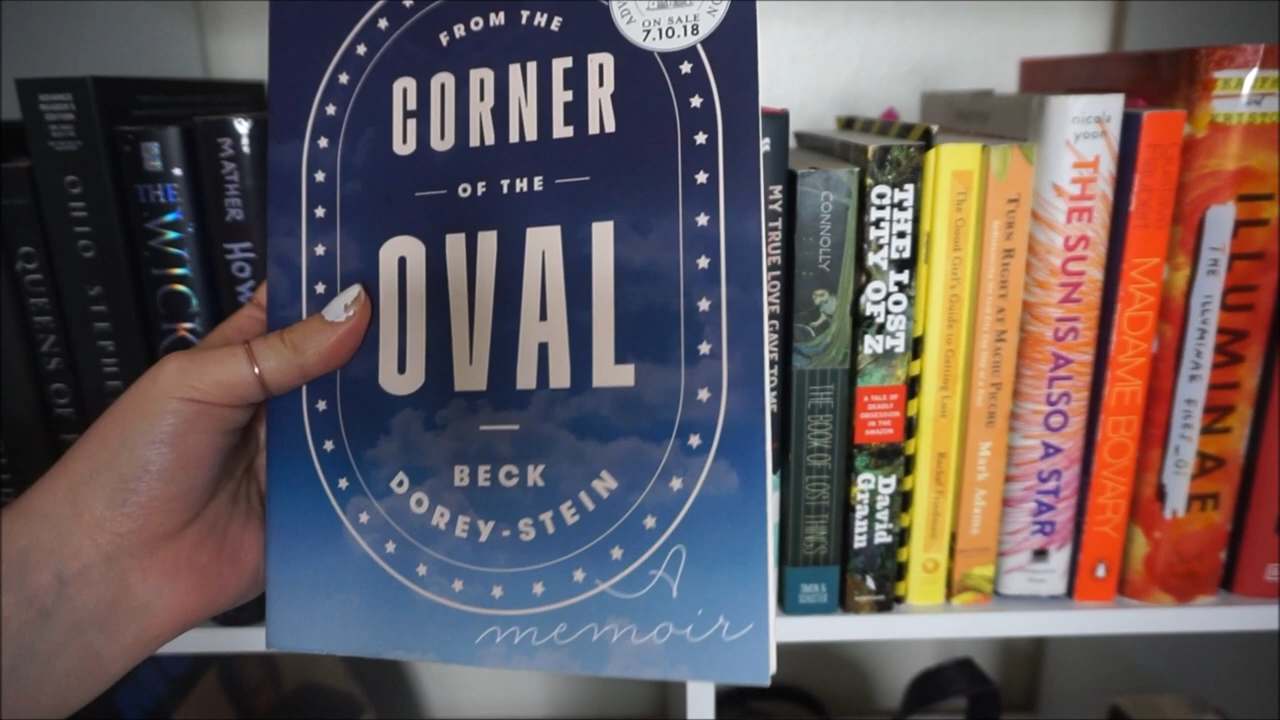 FROM THE
CORNER
OF THE
OVAL
BECK
DOREY-STEIN
A
memoir
ON SALE
7.10.18
QUEENS OF
OHIO STEPHE
THE
WICK
MATHER HOW
MY TRUE LOVE GAVE TO ME
CONNOLLY
THE BOOK OF LOST THINGS
SIMON &
SCHUSTER
THE LOST
CITY OF Z
A TALE OF
DEADLY
OBSESSION
IN THE
AMAZON
David
Grann
The Good Girl's Guide to Getting Lost
Rachel Friedman
TURN RIGHT AT MACHU PICCHU
Mark Adams
nicola
yoon
THE SUN IS ALSO A STAR
MADAME BOVARY
ILLUMINAE
THE ILLUMINAE FILES_01